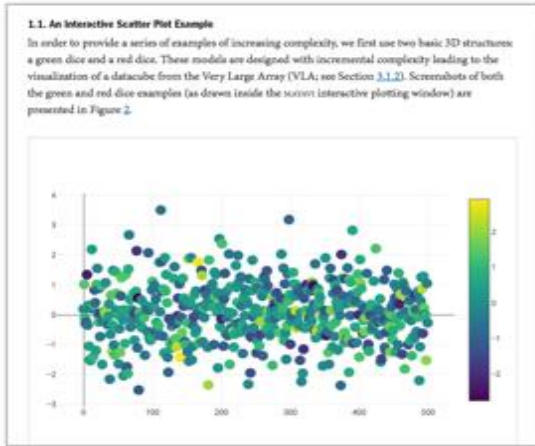 1.1. An Interactive Scatter Plot Example
In order to provide a series of examples of increasing complexity, we first use two basic 3D structures:
a green dice and a red dice. These models are designed with incremental complexity leading to the
visualization of a datacube from the Very Large Array (VLA; see Section 3.1.2). Screenshots of both
the green and red dice examples (as drawn inside the interactive plotting window) are
presented in Figure 2.
4
3
2
1
0
−1
−2
−3
0 100 200 300 400 500
2
1
0
−1
−2